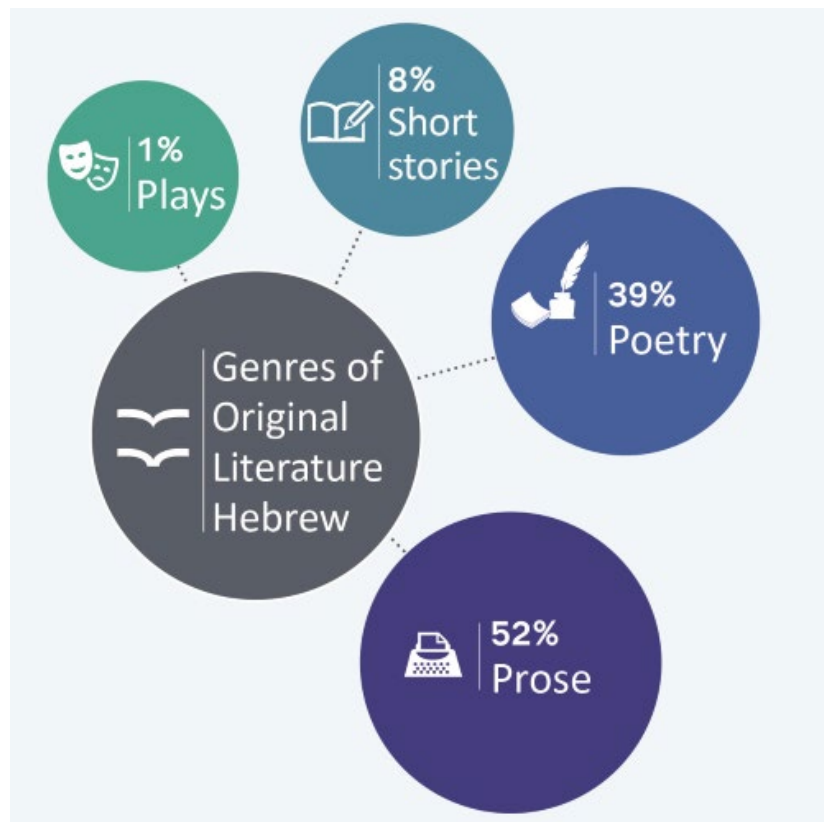 1%
Plays
8%
Short
stories
39%
Poetry
Genres of
Original
Literature
Hebrew
52%
Prose